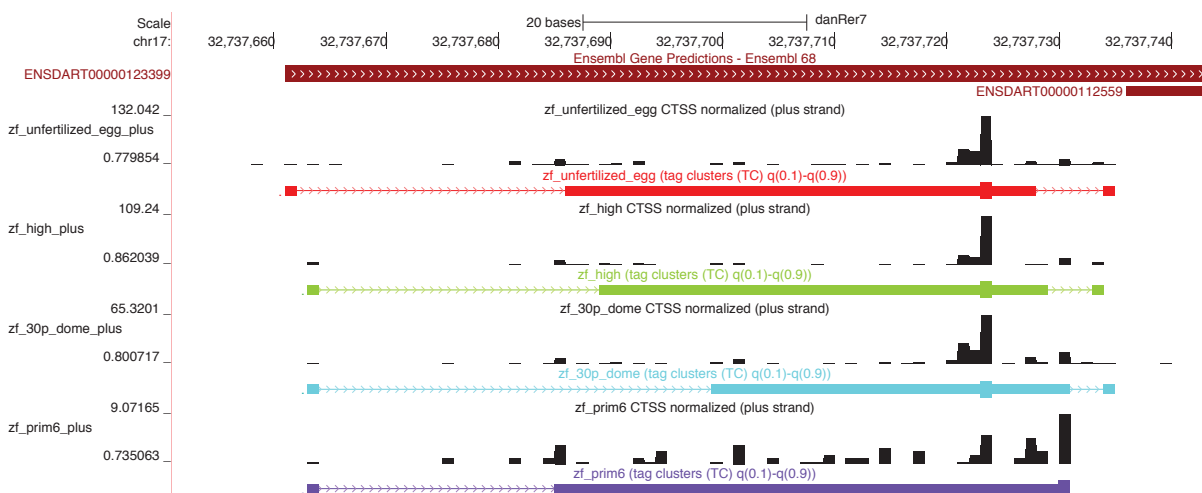 Scale 20 bases danRer7
chr17: 32,737,660 32,737,670 32,737,680 32,737,690 32,737,700 32,737,710 32,737,720 32,737,730 32,737,740
Ensembl Gene Predictions - Ensembl 68
ENSDART00000123399
ENSDART00000112559
132.042 zf_unfertilized_egg CTSS normalized (plus strand)
zf_unfertilized_egg_plus
0.779854
zf_unfertilized_egg (tag clusters (TC) q(0.1)-q(0.9))
109.24 zf_high CTSS normalized (plus strand)
zf_high_plus
0.862039
zf_high (tag clusters (TC) q(0.1)-q(0.9))
65.3201 zf_30p_dome CTSS normalized (plus strand)
zf_30p_dome_plus
0.800717
zf_30p_dome (tag clusters (TC) q(0.1)-q(0.9))
9.07165 zf_prim6 CTSS normalized (plus strand)
zf_prim6_plus
0.735063
zf_prim6 (tag clusters (TC) q(0.1)-q(0.9))